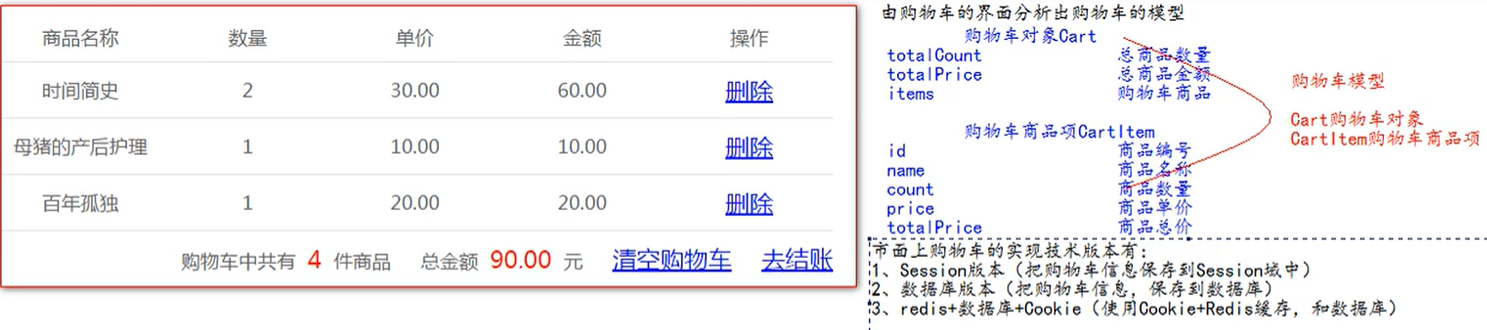 商品名称 数量 单价 金额 操作
时间简史 2 30.00 60.00 删除
母猪的产后护理 1 10.00 10.00 删除
百年孤独 1 20.00 20.00 删除
购物车中共有 4 件商品 总金额 90.00 元 清空购物车 去结账
由购物车的界面分析出购物车的模型
购物车对象Cart
totalCount 总商品数量
totalPrice 总商品金额
items 购物车商品
购物车商品项CartItem
id 商品编号
name 商品名称
count 商品数量
price 商品单价
totalPrice 商品总价
购物车模型
Cart购物车对象
CartItem购物车商品项
市面上购物车的实现技术版本有：
1、Session版本（把购物车信息保存到Session域中）
2、数据库版本（把购物车信息，保存到数据库）
3、redis+数据库+Cookie（使用Cookie+Redis缓存，和数据库）